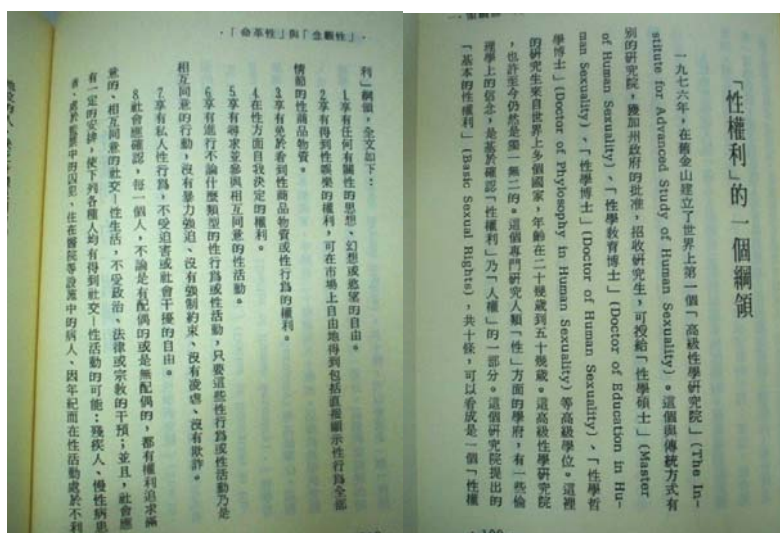 「性權利」的一個綱領
一九七六年，在舊金山建立了世界上第一個「高級性學研究院」(The In-
stitute for Advanced Study of Human Sexuality)。這個與傳統方式有
別的研究院，獲加州政府的批准，招收研究生，可授給「性學碩士」(Master
of Human Sexuality)、「性學教育博士」(Doctor of Education in Hu-
man Sexuality)、「性學博士」(Doctor of Human Sexuality)、「性學哲
學博士」(Doctor of Phylosophy in Human Sexuality) 等高級學位。這裡
的研究生來自世界上多個國家，年齡在二十幾歲到五十幾歲。這高級性學研究院
，也許至今仍然是獨一無二的。這個專門研究人類「性」方面的學府，有一些倫
理學上的信念，是基於確認「性權利」乃「人權」的一部分。這個研究院提出的
「基本的性權利」(Basic Sexual Rights)，共十條，可以看成是一個「性權
·「性觀念」與「性革命」·
利」綱領，全文如下：
1.享有任何有關性的思想、幻想或慾望的自由。
2.享有得到性娛樂的權利，可在市場上自由地得到包括直接顯示性行為全部
情節的性商品物資。
3.享有免於看到性商品物資或性行為的權利。
4.在性方面自我決定的權利。
5.享有尋求並參與相互同意的性活動。
6.享有進行不論什麼類型的性行為或性活動，只要這些性行為或性活動乃是
相互同意的行動，沒有暴力強迫、沒有強制約束、沒有凌虐、沒有欺詐。
7.享有私人性行為，不受迫害或社會干擾的自由。
8.社會應確認，每一個人，不論是有配偶的或是無配偶的，都有權利追求滿
意的、相互同意的社交—性生活，不受政治、法律或宗教的干預；並且，社會應
有一定的安排，使下列各種人均有得到社交—性活動的可能：殘疾人、慢性病患
者、處於監禁中的囚犯、住在醫院等設施中的病人、因年紀而在性活動處於不利